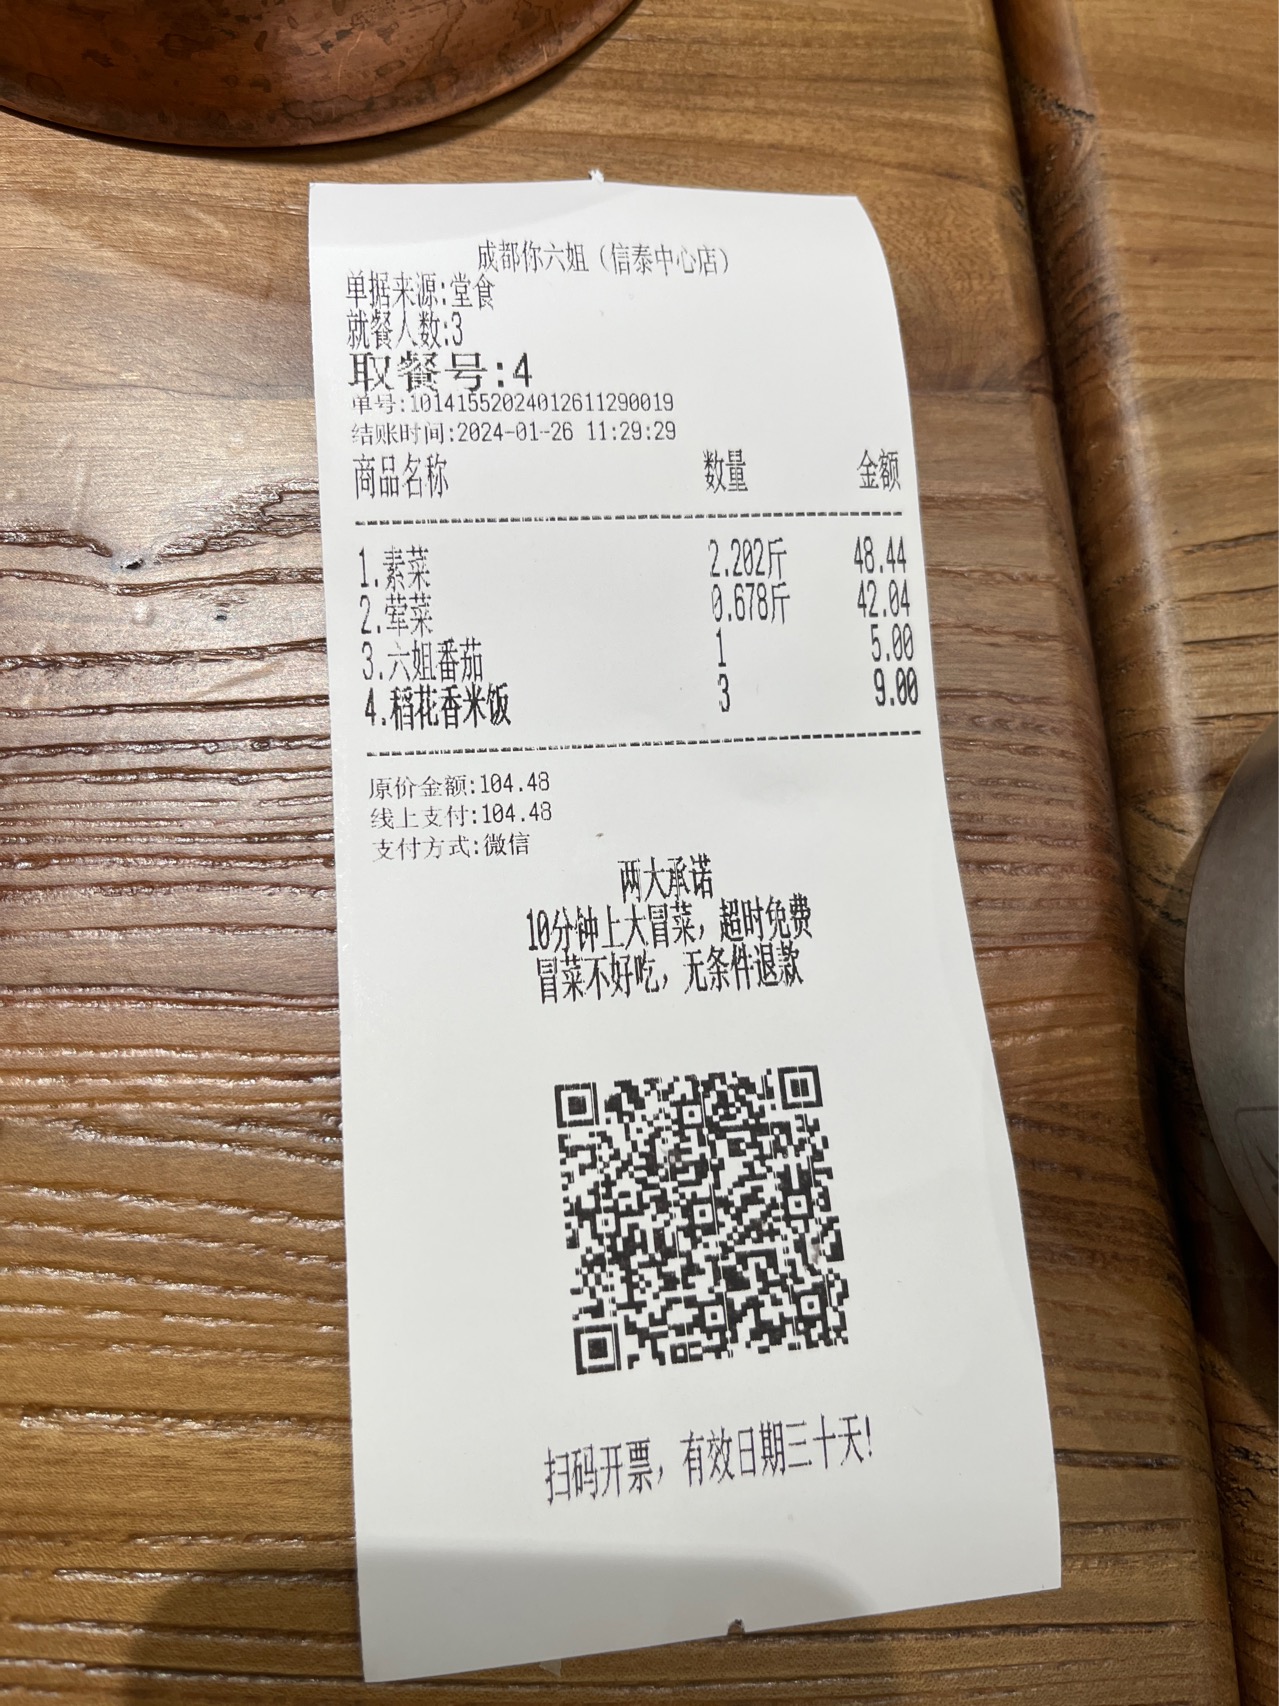 成都你六姐（信泰中心店）
单据来源:堂食
就餐人数:3
取餐号:4
单号:10141552024012611290019
结账时间:2024-01-26 11:29:29
商品名称 数量 金额
1.素菜 2.202斤 48.44
2.荤菜 0.678斤 42.04
3.六姐番茄 1 5.00
4.稻花香米饭 3 9.00
原价金额:104.48
线上支付:104.48
支付方式:微信
两大承诺
10分钟上大冒菜，超时免费
冒菜不好吃，无条件退款
扫码开票，有效日期三十天!